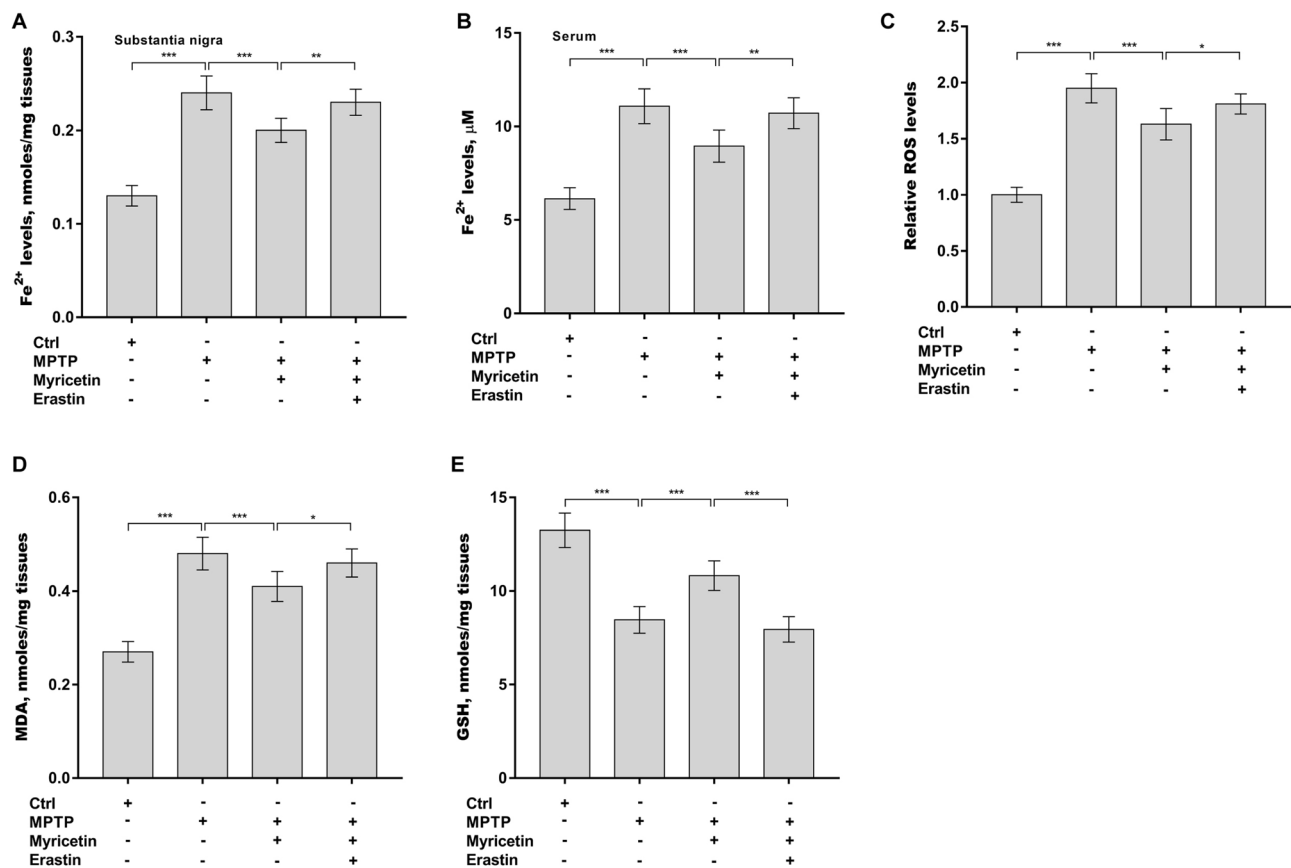 A
Substantia nigra
*** *** **
Fe2+ levels, nmoles/mg tissues
0.3
0.2
0.1
0.0
Ctrl + - - -
MPTP - + + +
Myricetin - - + +
Erastin - - - +
B
Serum
*** *** **
Fe2+ levels, μM
15
10
5
0
Ctrl + - - -
MPTP - + + +
Myricetin - - + +
Erastin - - - +
C
*** *** *
Relative ROS levels
2.5
2.0
1.5
1.0
0.5
0.0
Ctrl + - - -
MPTP - + + +
Myricetin - - + +
Erastin - - - +
D
*** *** *
MDA, nmoles/mg tissues
0.6
0.4
0.2
0.0
Ctrl + - - -
MPTP - + + +
Myricetin - - + +
Erastin - - - +
E
*** *** ***
GSH, nmoles/mg tissues
15
10
5
0
Ctrl + - - -
MPTP - + + +
Myricetin - - + +
Erastin - - - +